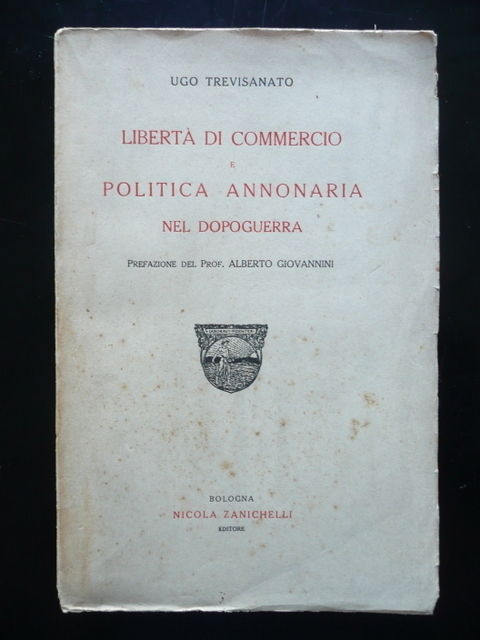 UGO TREVISANATO
LIBERTÀ DI COMMERCIO
E
POLITICA ANNONARIA
NEL DOPOGUERRA
PREFAZIONE DEL PROF. ALBERTO GIOVANNINI
BOLOGNA
NICOLA ZANICHELLI
EDITORE